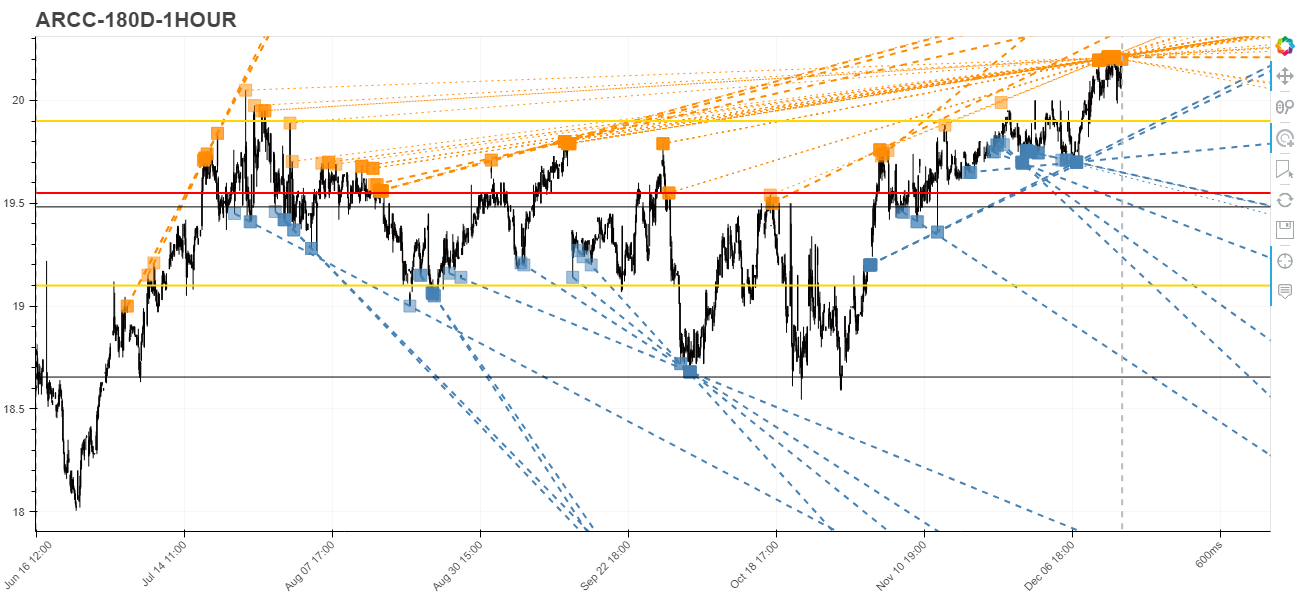 ARCC-180D-1HOUR
20
19.5
19
18.5
18
Jun 16 12:00
Jul 14 11:00
Aug 07 17:00
Aug 30 15:00
Sep 22 18:00
Oct 18 17:00
Nov 10 19:00
Dec 06 18:00
600ms